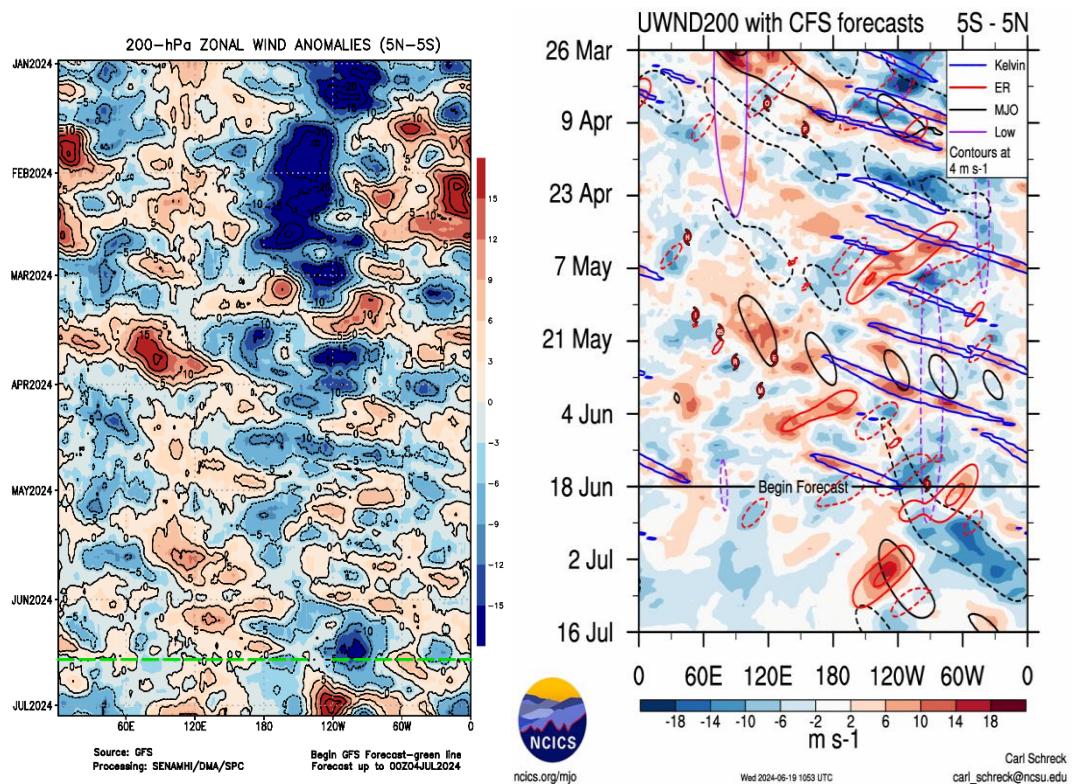 200-hPa ZONAL WIND ANOMALIES (5N-5S)
JAN2024
FEB2024
MAR2024
APR2024
MAY2024
JUN2024
JUL2024
60E 120E 180 120W 60W 0
15
12
9
6
3
0
-3
-6
-9
-12
-15
Source: GFS
Processing: SENAMHI/DMA/SPC
Begin GFS Forecast-green line
Forecast up to 00Z04JUL2024
UWND200 with CFS forecasts 5S - 5N
26 Mar
9 Apr
23 Apr
7 May
21 May
4 Jun
18 Jun
2 Jul
16 Jul
Kelvin
ER
MJO
Low
Contours at
4 m s-1
Begin Forecast
0 60E 120E 180 120W 60W 0
-18 -14 -10 -6 -2 2 6 10 14 18
m s-1
NCICS
ncics.org/mjo
Wed 2024-06-19 1053 UTC
Carl Schreck
carl_schreck@ncsu.edu